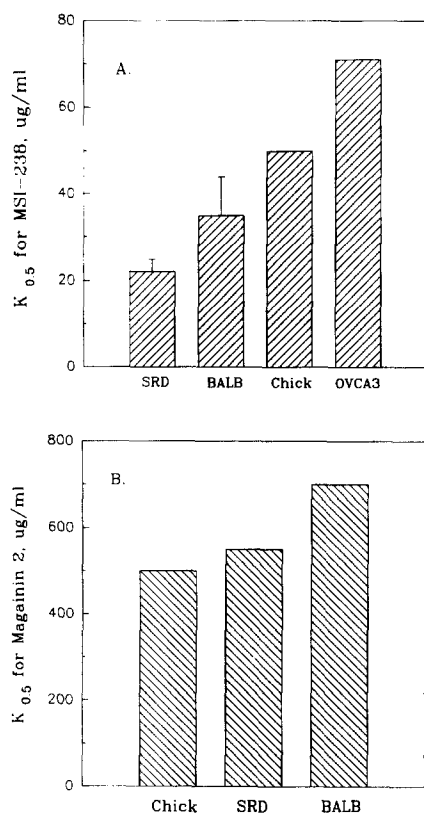 80
A.
60
40
20
0
K 0.5 for MSI-238, ug/ml
SRD BALB Chick OVCA3
800
B.
600
400
200
0
K 0.5 for Magainin 2, ug/ml
Chick SRD BALB